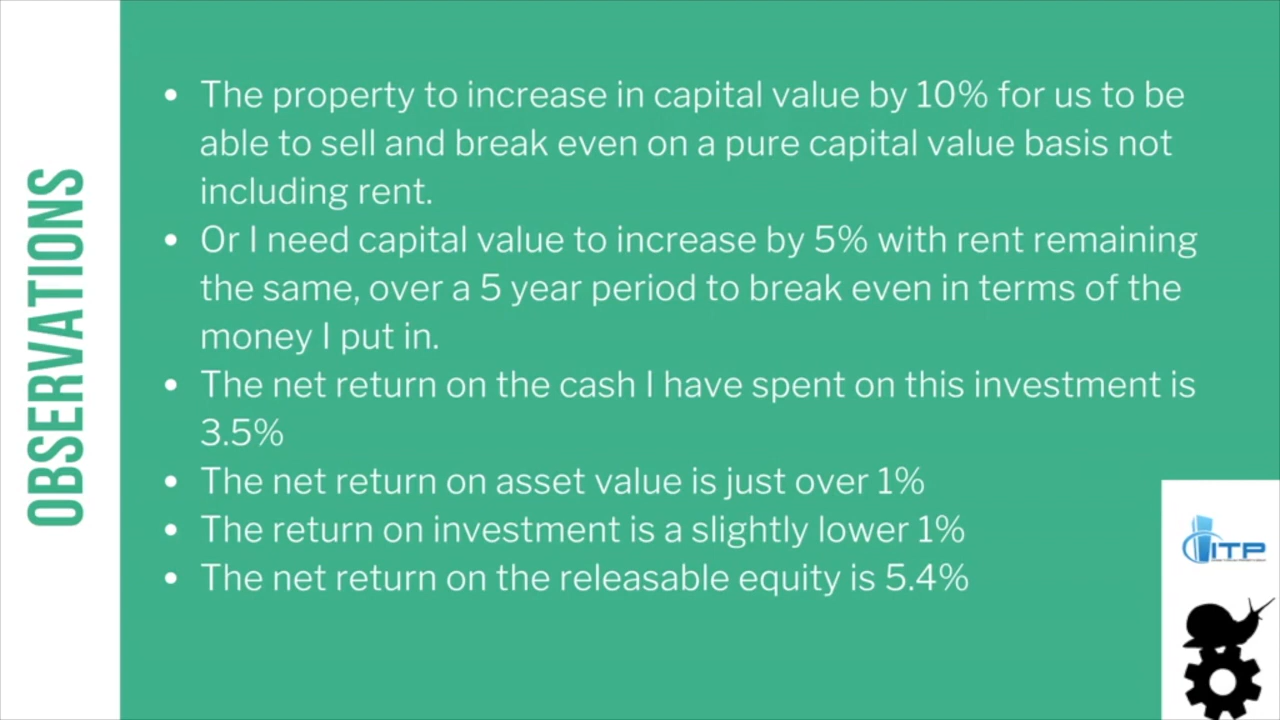 OBSERVATIONS
• The property to increase in capital value by 10% for us to be
able to sell and break even on a pure capital value basis not
including rent.
• Or I need capital value to increase by 5% with rent remaining
the same, over a 5 year period to break even in terms of the
money I put in.
• The net return on the cash I have spent on this investment is
3.5%
• The net return on asset value is just over 1%
• The return on investment is a slightly lower 1%
• The net return on the releasable equity is 5.4%
ITP